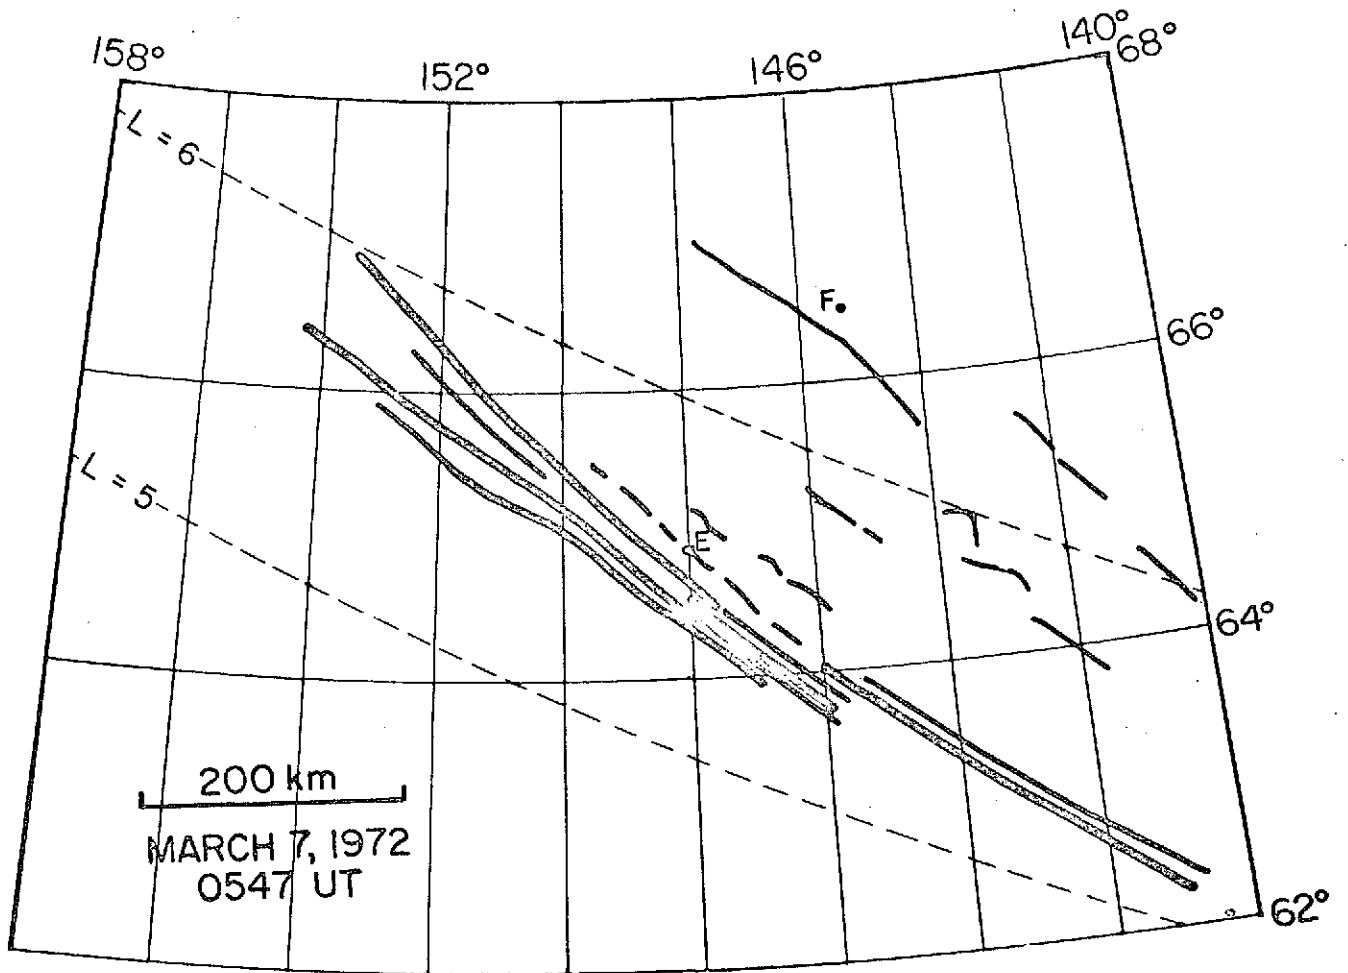 158°
152°
146°
140°
68°
L = 6
F.
66°
L = 5
E
64°
200 km
MARCH 7, 1972
0547 UT
62°